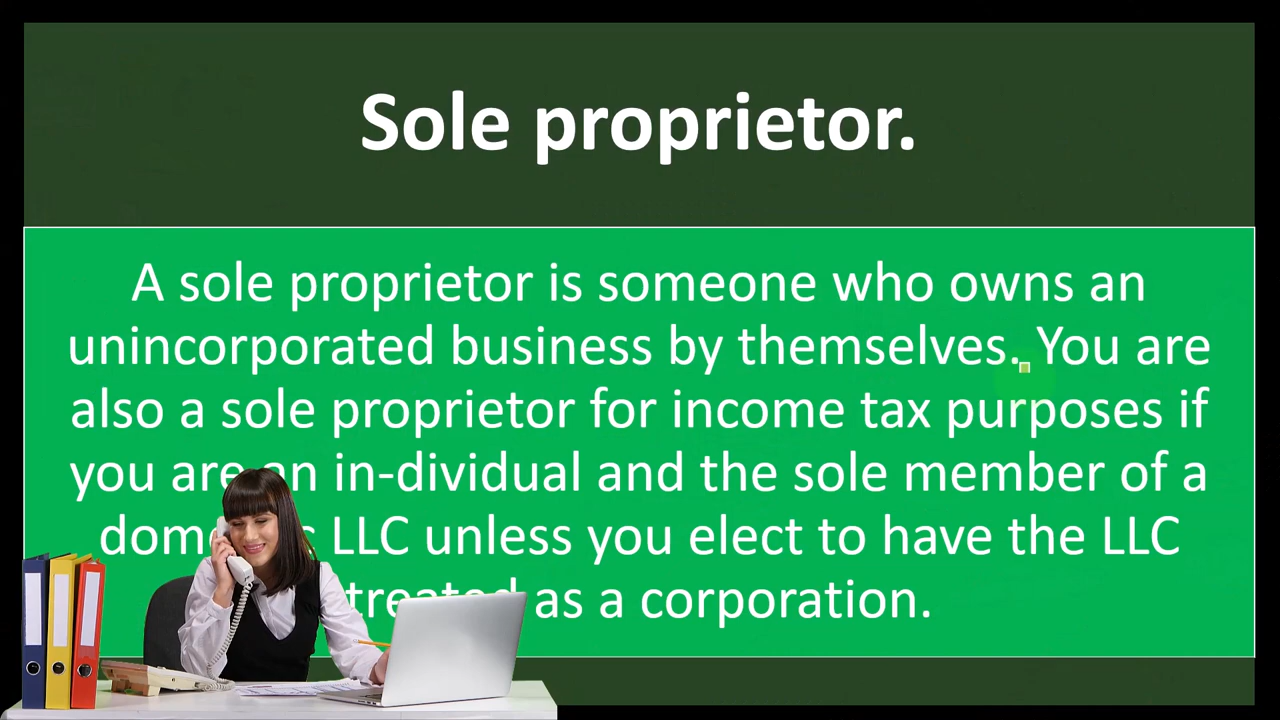 Sole proprietor.
A sole proprietor is someone who owns an
unincorporated business by themselves. You are
also a sole proprietor for income tax purposes if
you are an in-dividual and the sole member of a
LLC unless you elect to have the LLC
treated as a corporation.